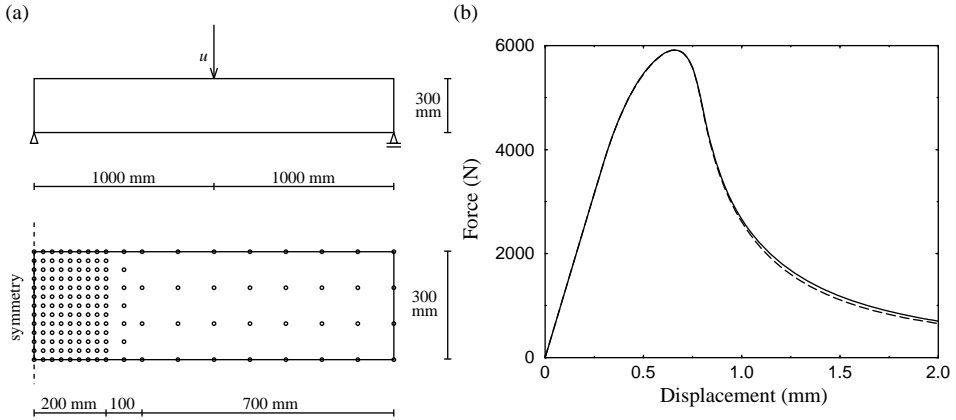 (a)
u
300
mm
1000 mm
1000 mm
symmetry
300
mm
200 mm
100
700 mm
(b)
6000
4000
2000
0
Force (N)
0
0.5
1.0
1.5
2.0
Displacement (mm)